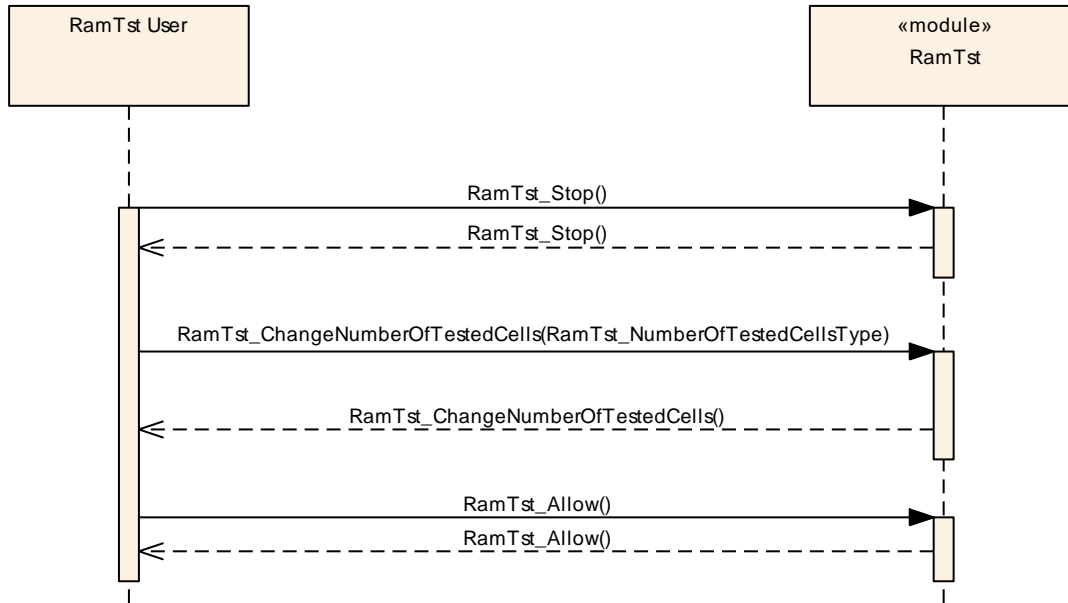 RamTst User
«module»
RamTst
RamTst_Stop()
RamTst_Stop()
RamTst_ChangeNumberOfTestedCells(RamTst_NumberOfTestedCellsType)
RamTst_ChangeNumberOfTestedCells()
RamTst_Allow()
RamTst_Allow()